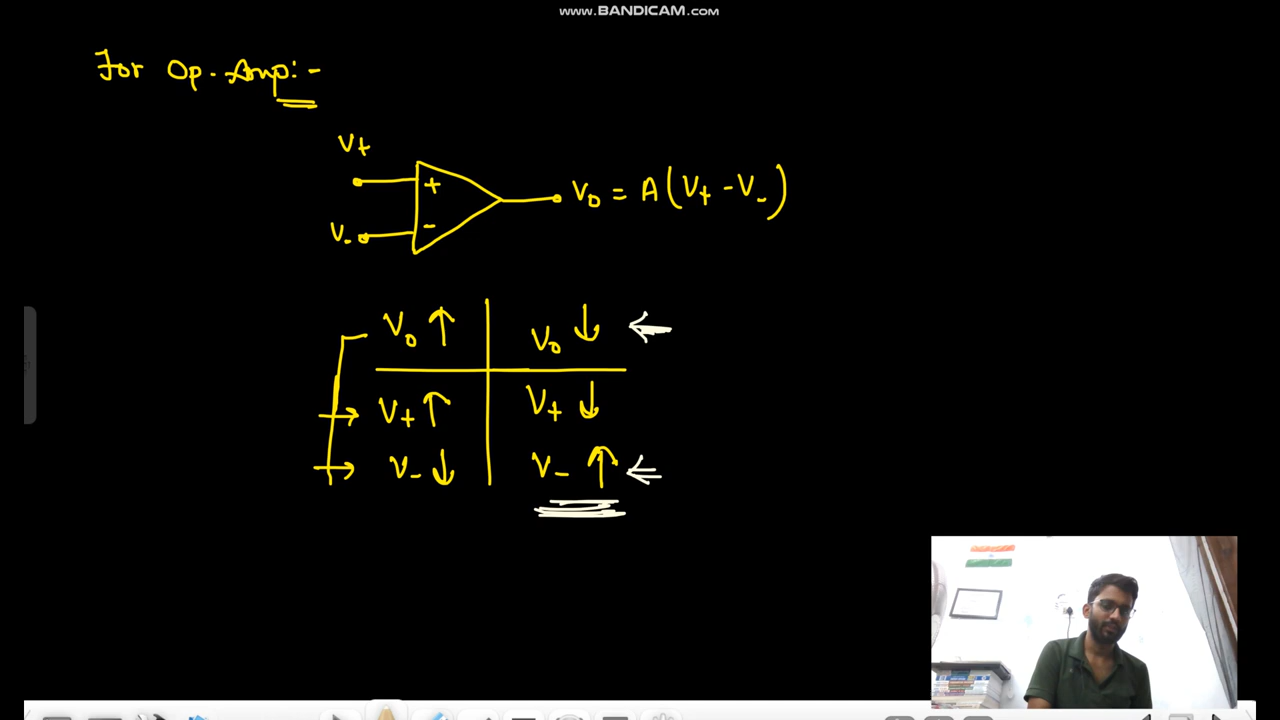 WWW.BANDICAM.COM
For Op. Amp:-
V+
+
V0 = A(V+ - V-)
V-
-
V0 ↑ V0 ↓ ←
→ V+ ↑ V+ ↓
→ V- ↓ V- ↑ ←